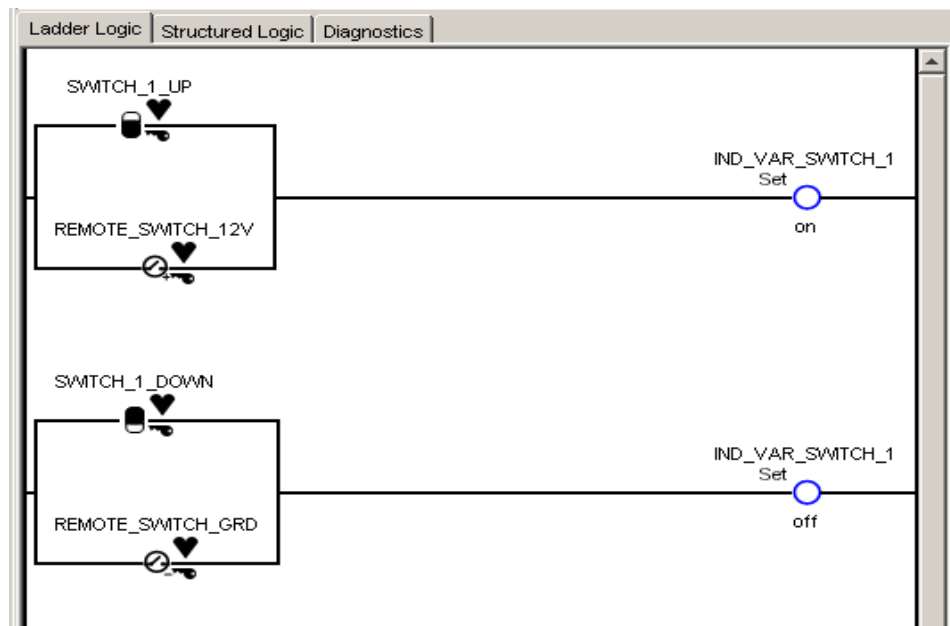 Ladder Logic Structured Logic Diagnostics
SWITCH_1_UP
IND_VAR_SWITCH_1
Set
REMOTE_SWITCH_12V
on
SWITCH_1_DOWN
IND_VAR_SWITCH_1
Set
REMOTE_SWITCH_GRD
off